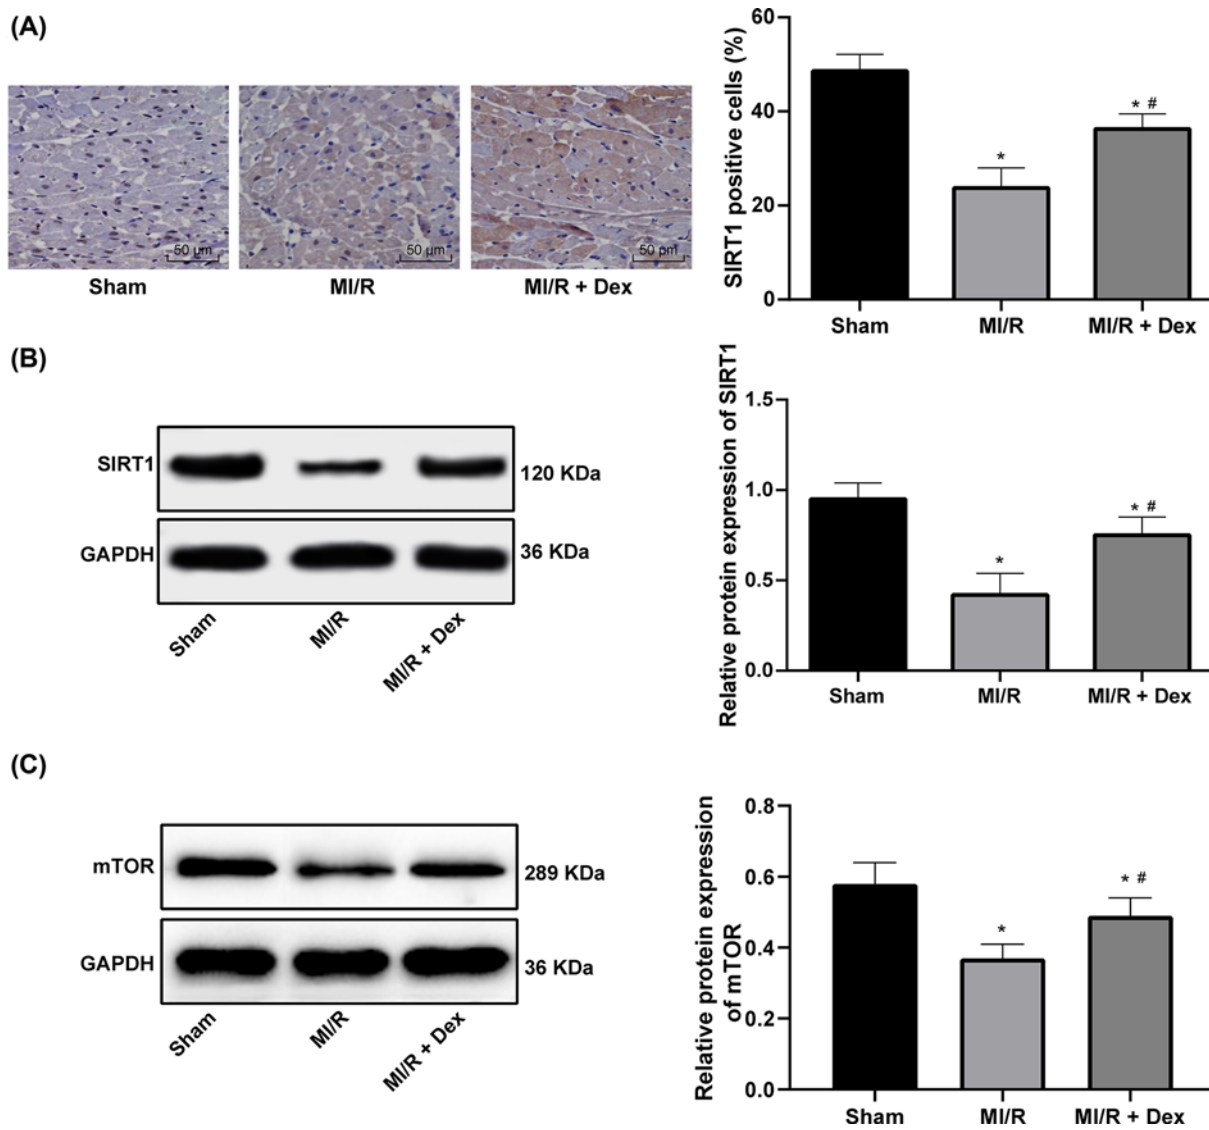 (A)
50 µm
50 µm
50 pm
Sham
MI/R
MI/R + Dex
SIRT1 positive cells (%)
60
40
20
0
*
* #
Sham
MI/R
MI/R + Dex
(B)
SIRT1
120 KDa
GAPDH
36 KDa
Sham
MI/R
MI/R + Dex
Relative protein expression of SIRT1
1.5
1.0
0.5
0.0
*
* #
Sham
MI/R
MI/R + Dex
(C)
mTOR
289 KDa
GAPDH
36 KDa
Sham
MI/R
MI/R + Dex
Relative protein expression
of mTOR
0.8
0.6
0.4
0.2
0.0
*
* #
Sham
MI/R
MI/R + Dex